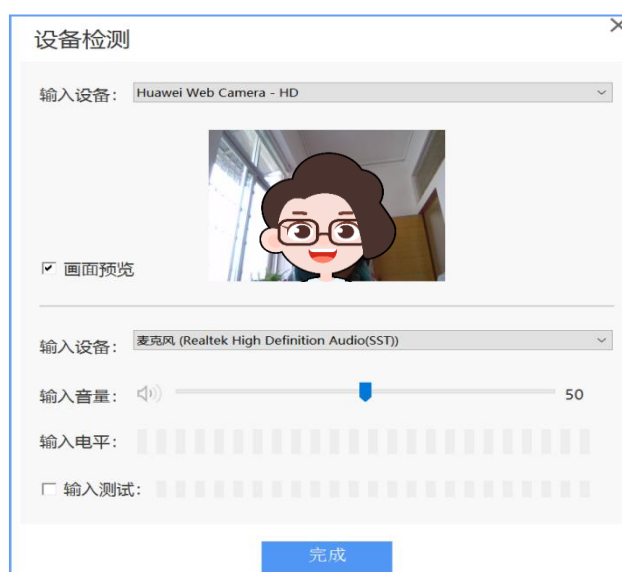 设备检测
输入设备： Huawei Web Camera - HD
画面预览
输入设备： 麦克风 (Realtek High Definition Audio(SST))
输入音量： 50
输入电平：
输入测试：
完成